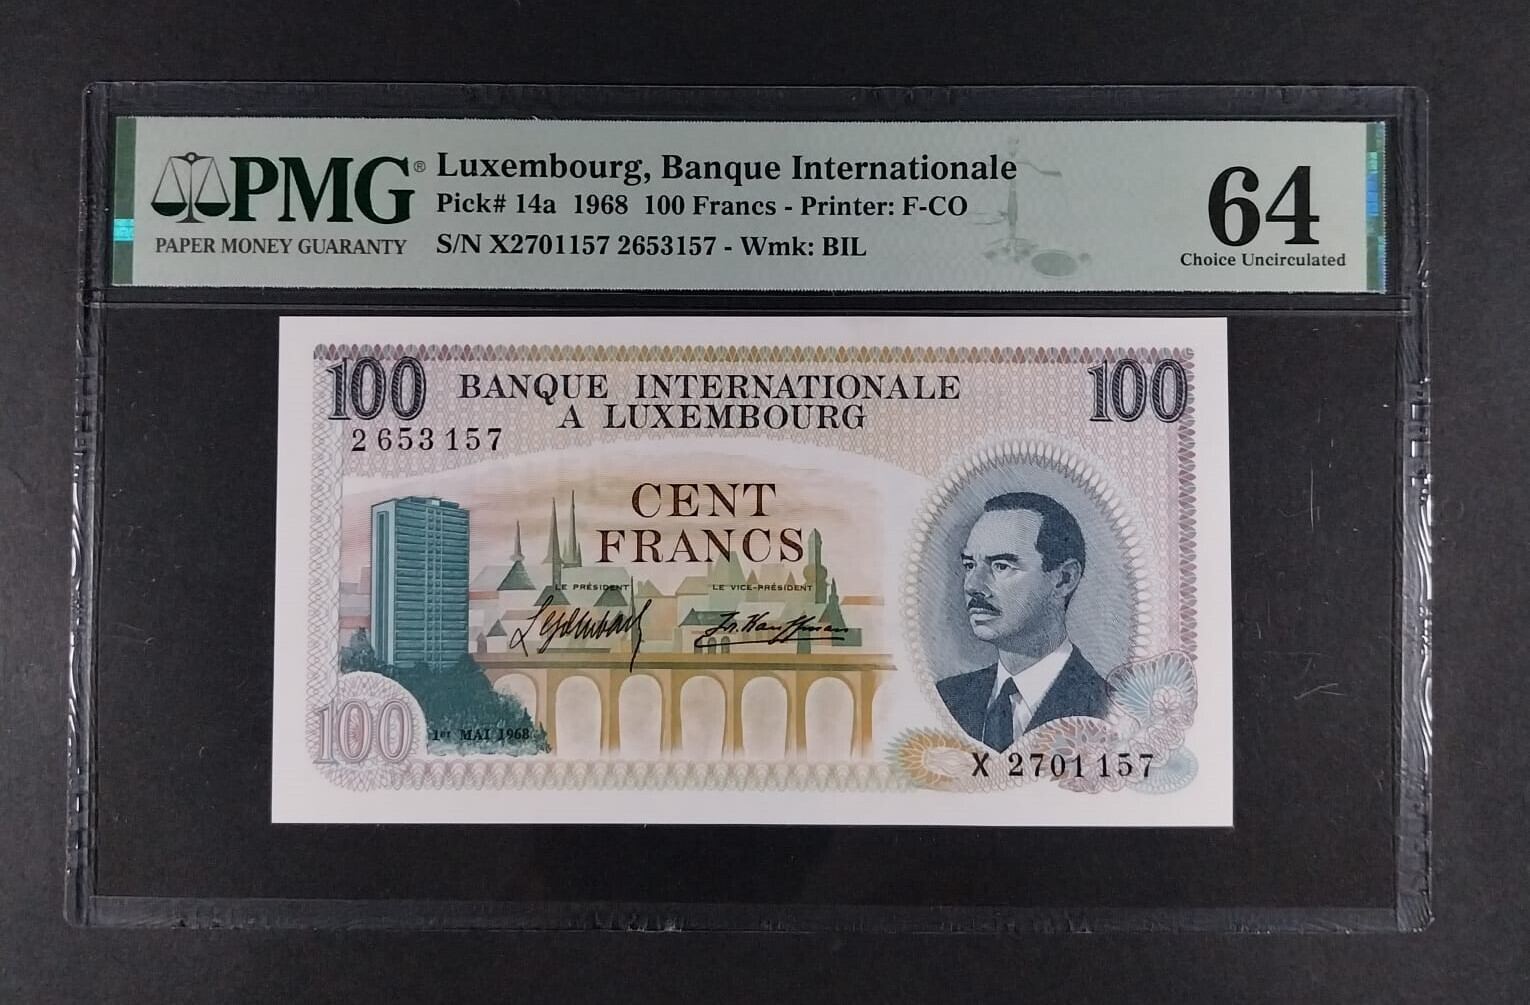 PMG®
PAPER MONEY GUARANTY
Luxembourg, Banque Internationale
Pick# 14a 1968 100 Francs - Printer: F-CO
S/N X2701157 2653157 - Wmk: BIL
64
Choice Uncirculated
100 100
BANQUE INTERNATIONALE
A LUXEMBOURG
2653157
CENT
FRANCS
LE PRÉSIDENT LE VICE-PRÉSIDENT
100
1er MAI 1968
X 2701157